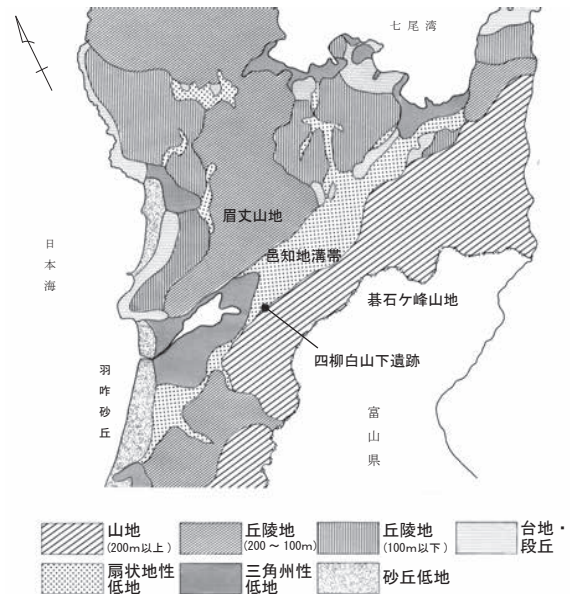 七尾湾
眉丈山地
邑知地溝帯
日本海
碁石ケ峰山地
四柳白山下遺跡
羽咋砂丘
富山県
山地
(200m以上)
丘陵地
(200～100m)
丘陵地
(100m以下)
台地・
段丘
扇状地性
低地
三角州性
低地
砂丘低地